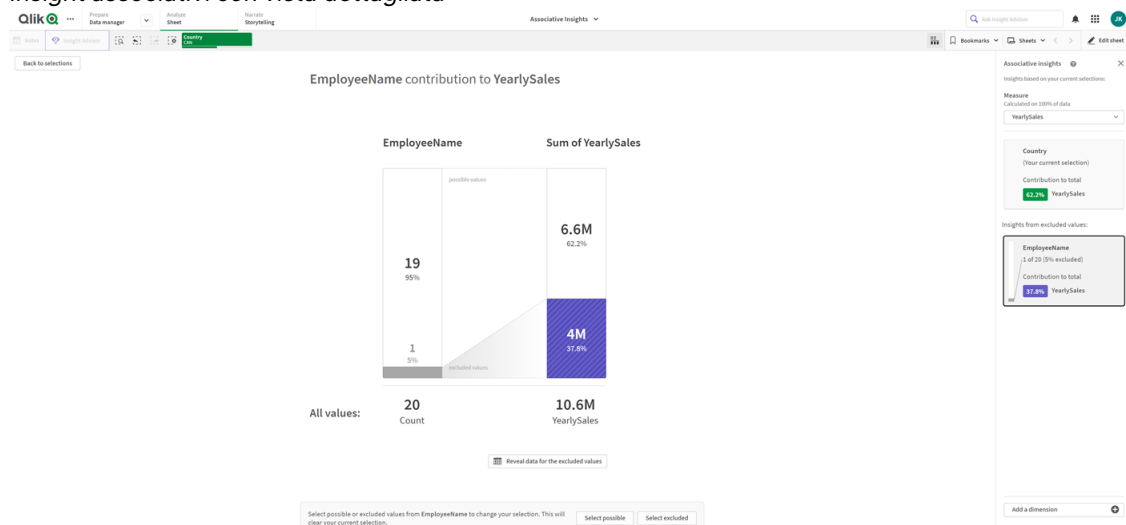 Insight associativi con vista dettagliata
Qlik
Prepare
Data manager
Analyze
Sheet
Narrate
Storytelling
Associative Insights
Ask Insight Advisor
JK
Notes
Insight Advisor
Country
CAN
Bookmarks
Sheets
Edit sheet
Back to selections
EmployeeName contribution to YearlySales
EmployeeName
Sum of YearlySales
possible values
6.6M
62.2%
19
95%
4M
37.8%
1
5%
excluded values
All values:
20
Count
10.6M
YearlySales
Reveal data for the excluded values
Select possible or excluded values from EmployeeName to change your selection. This will
clear your current selection.
Select possible
Select excluded
Associative insights
Insights based on your current selections:
Measure
Calculated on 100% of data
YearlySales
Country
(Your current selection)
Contribution to total
62.2% YearlySales
Insights from excluded values:
EmployeeName
1 of 20 (5% excluded)
Contribution to total
37.8% YearlySales
Add a dimension